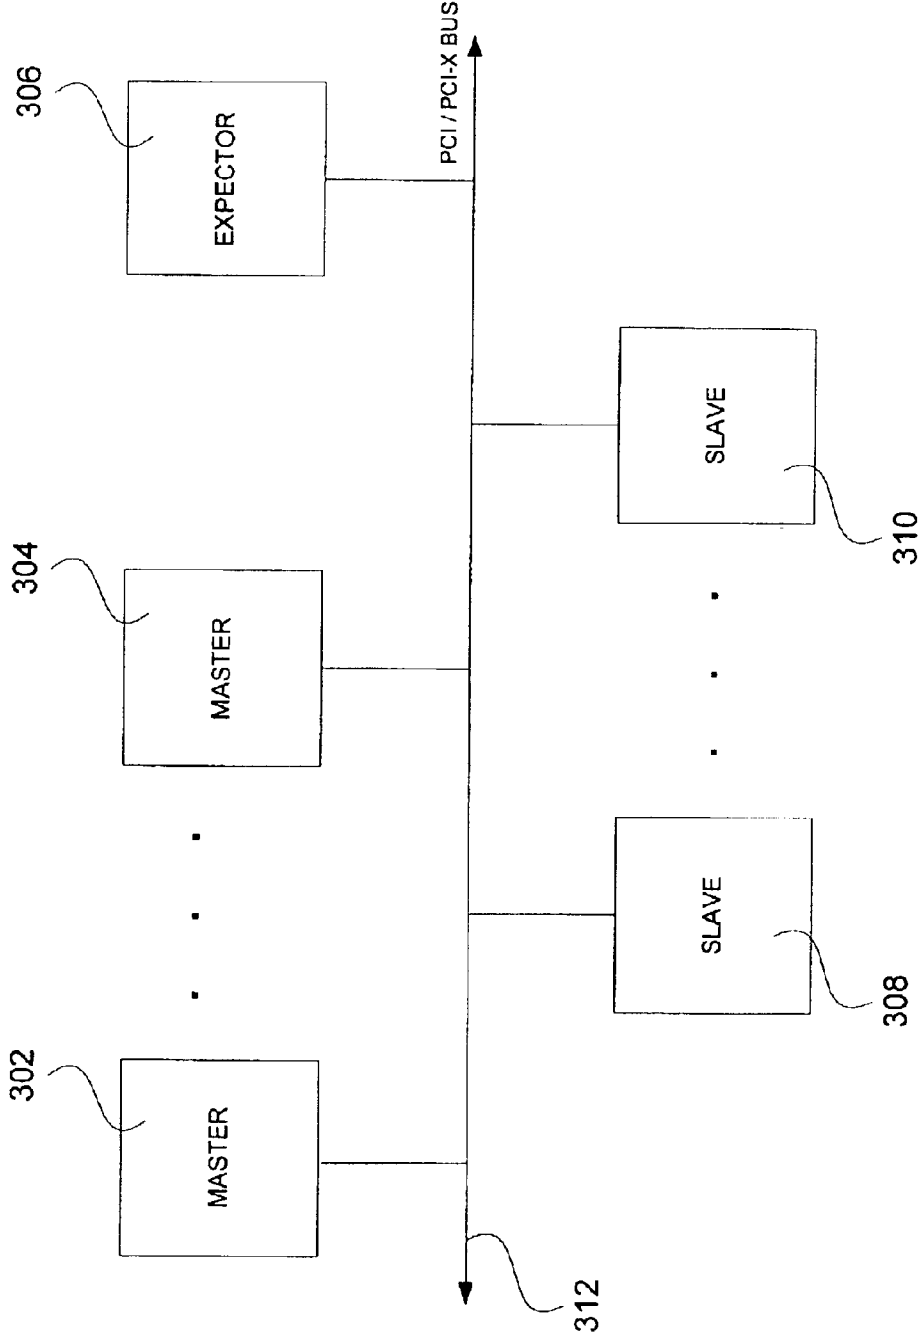 302
MASTER
304
MASTER
306
EXPECTOR
PCI / PCI-X BUS
312
SLAVE
308
SLAVE
310